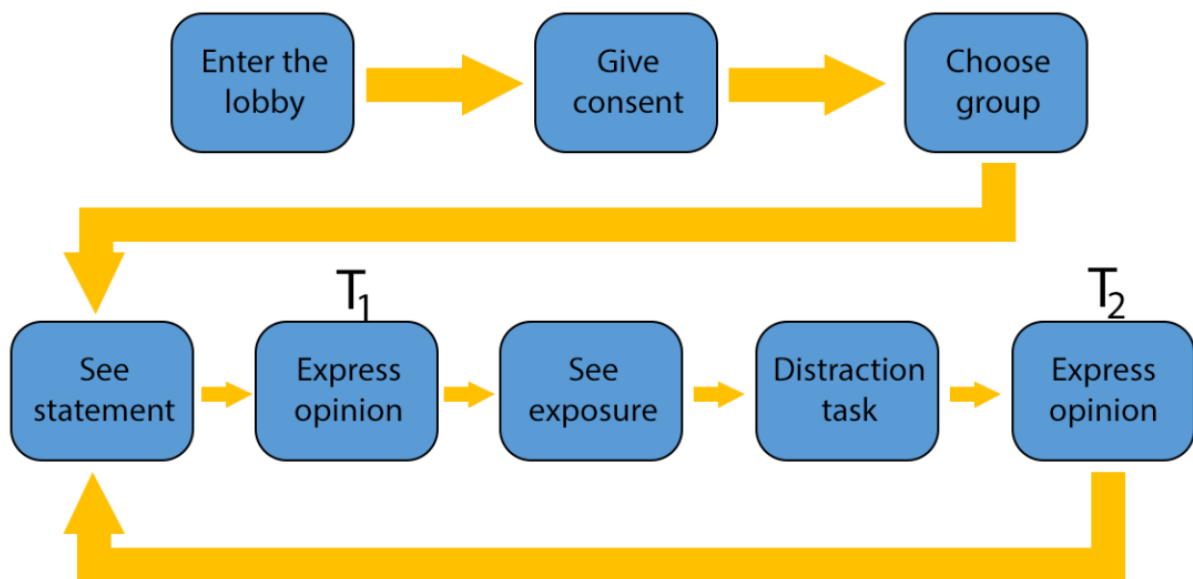 Enter the
lobby
Give
consent
Choose
group
T1
T2
See
statement
Express
opinion
See
exposure
Distraction
task
Express
opinion